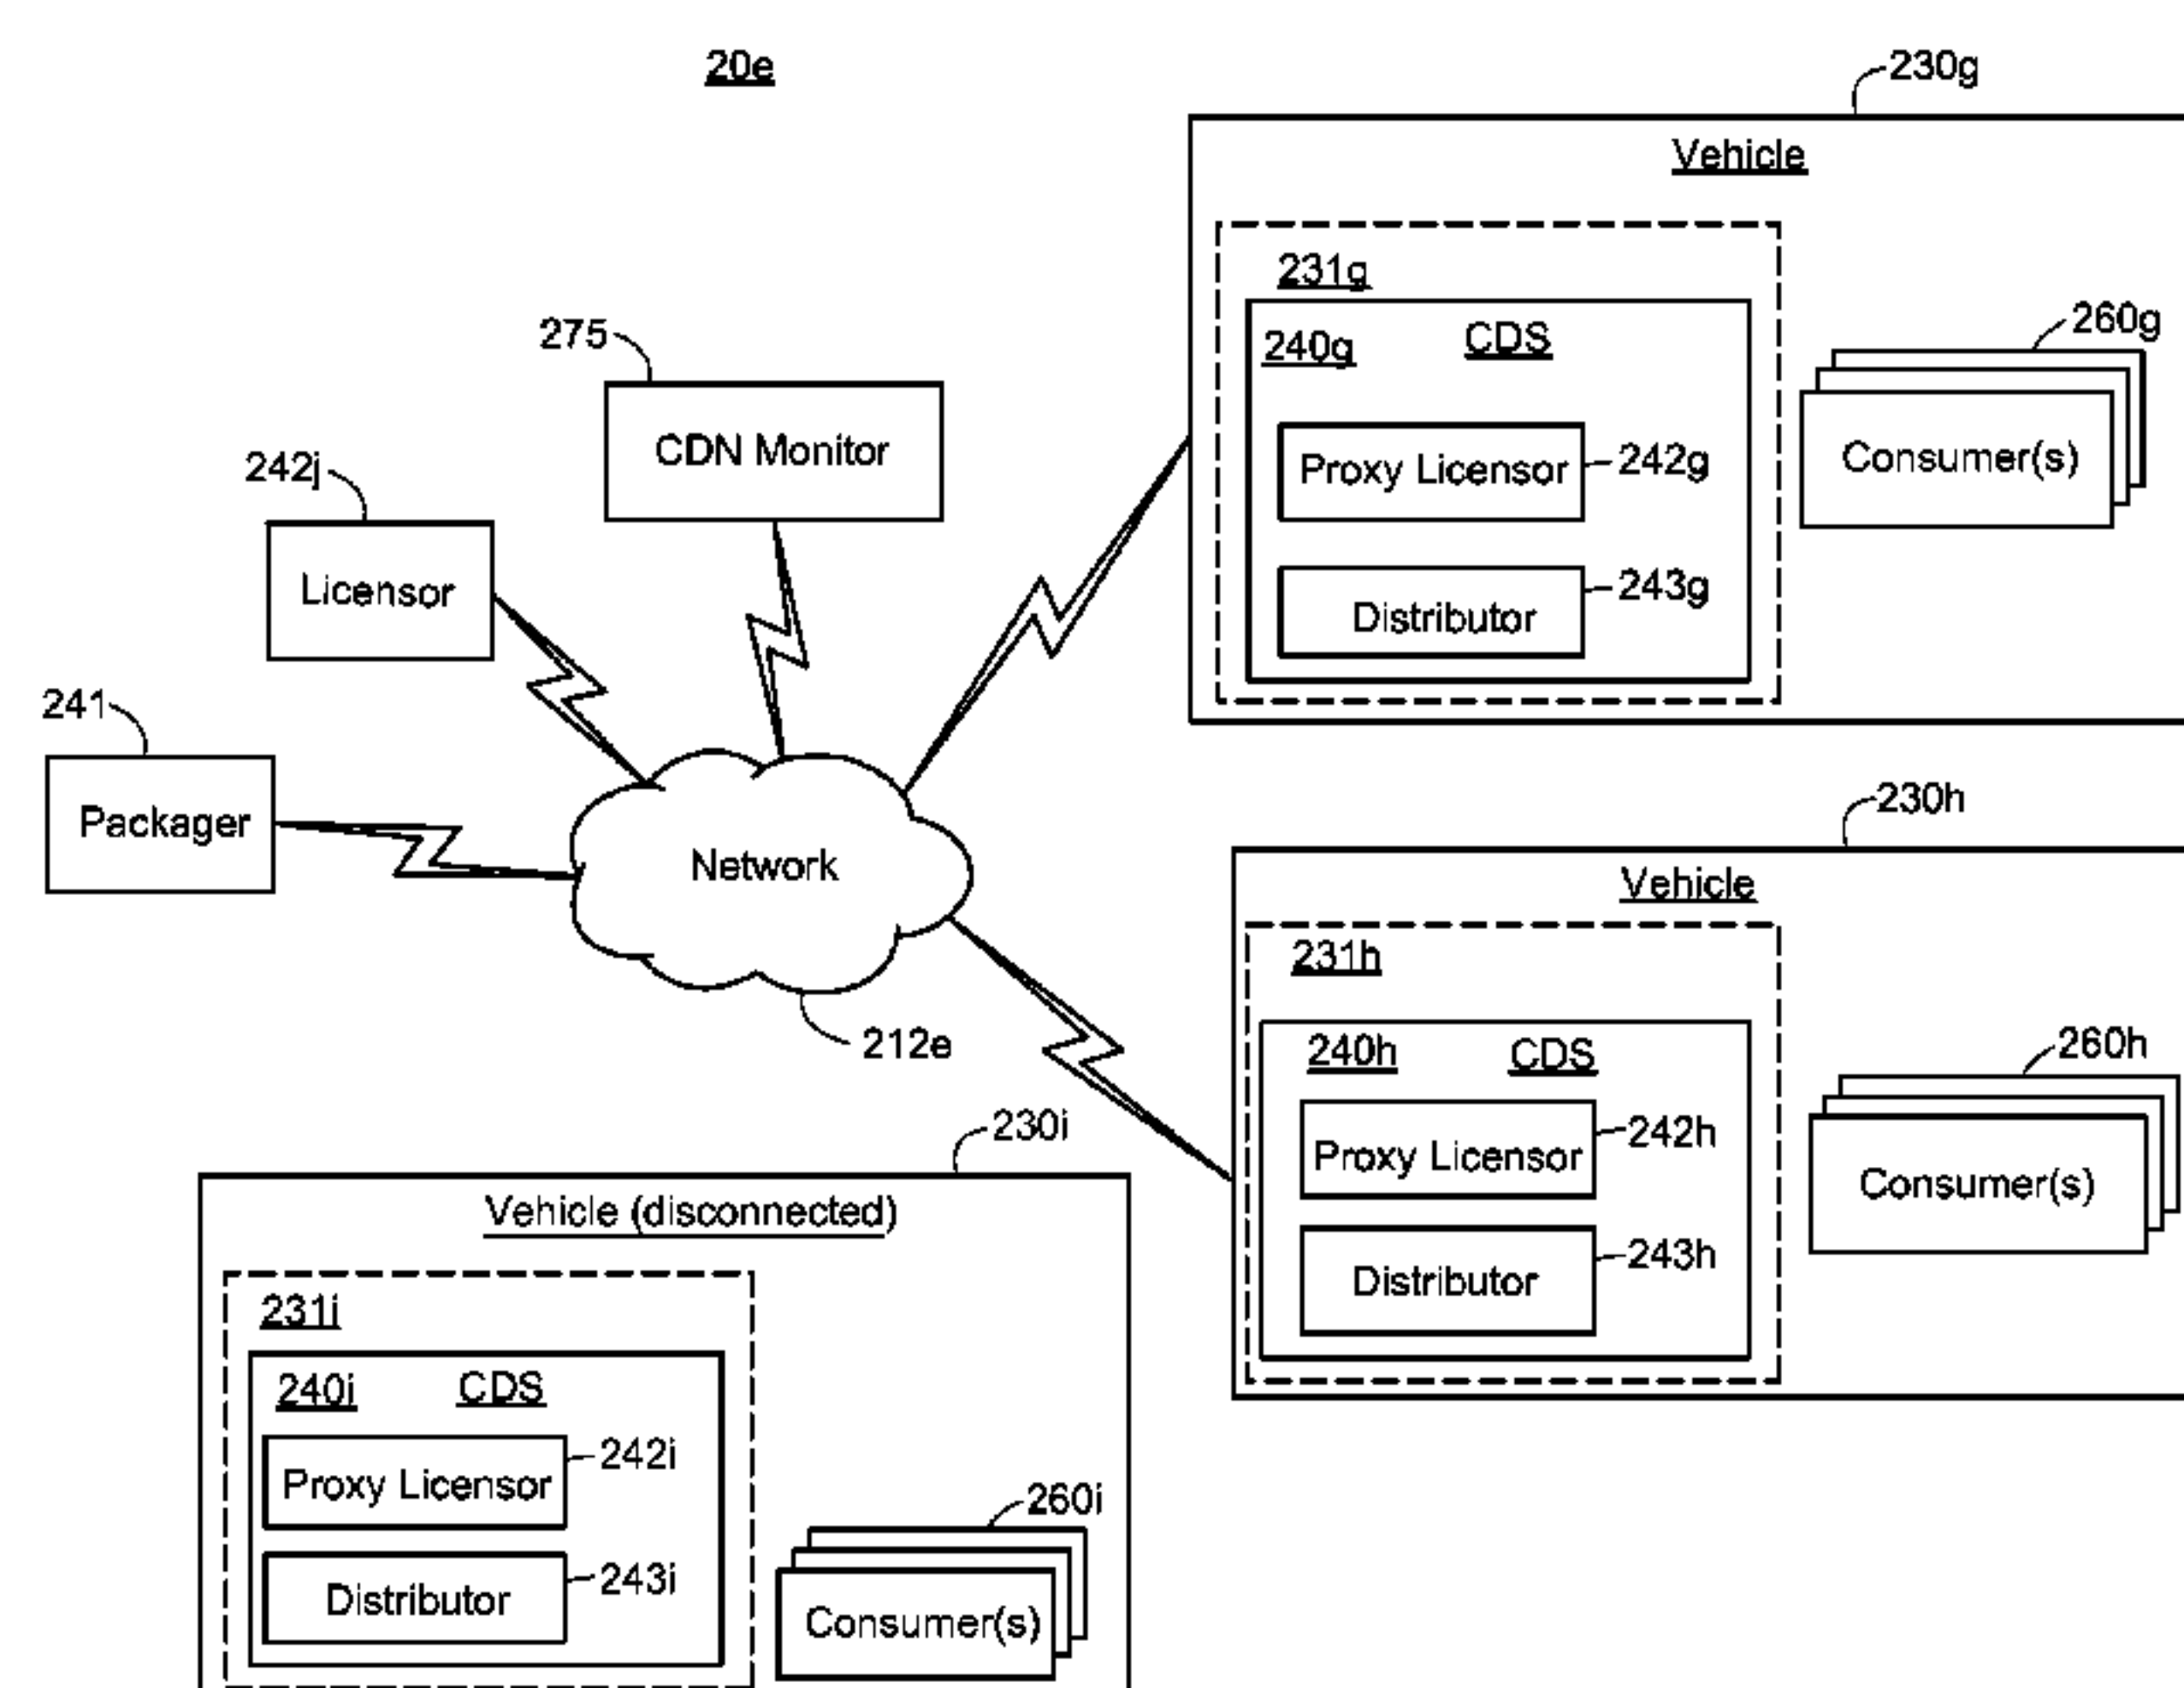 20e
230g
Vehicle
231g
240g CDS
260g
Proxy Licensor 242g
Consumer(s)
Distributor 243g
275
CDN Monitor
242j
Licensor
241
Packager
Network
212e
230h
Vehicle
231h
240h CDS
260h
Proxy Licensor 242h
Consumer(s)
Distributor 243h
230i
Vehicle (disconnected)
231i
240i CDS
Proxy Licensor 242i
260i
Distributor 243i
Consumer(s)